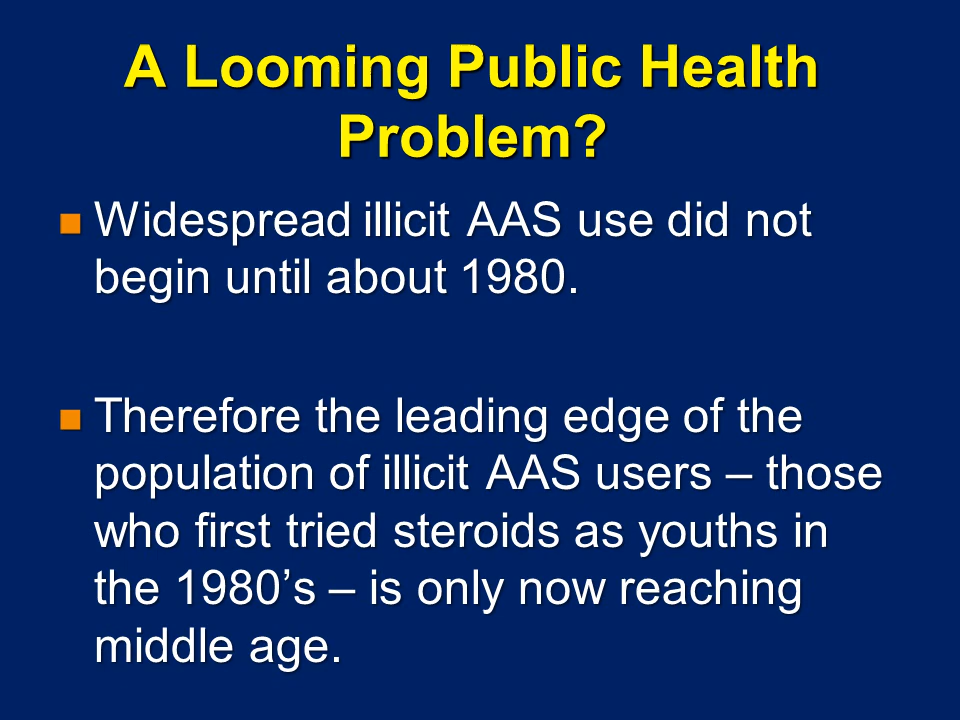 A Looming Public Health
Problem?
Widespread illicit AAS use did not
begin until about 1980.
Therefore the leading edge of the
population of illicit AAS users – those
who first tried steroids as youths in
the 1980’s – is only now reaching
middle age.